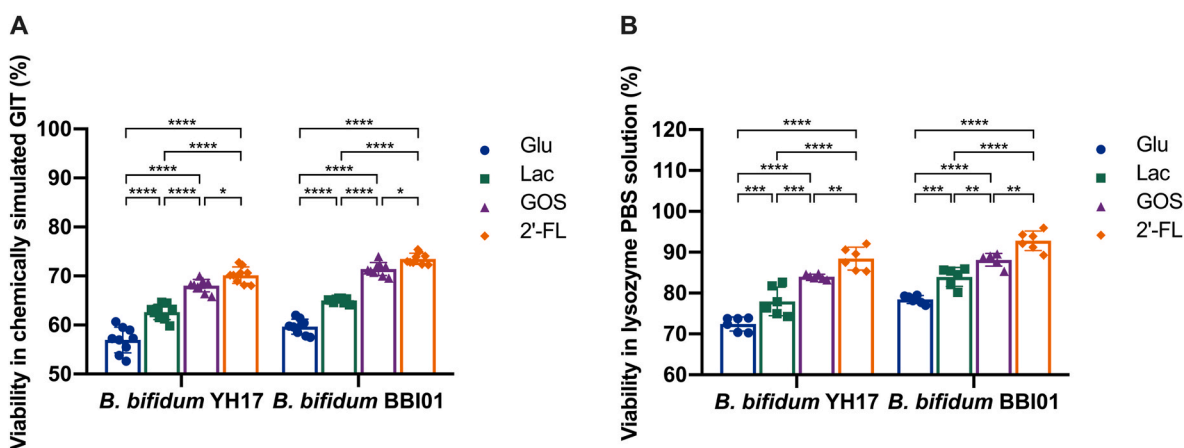 A
Viability in chemically simulated GIT (%)
100
90
80
70
60
50
****
****
****
**** **** *
****
****
****
**** **** *
B. bifidum YH17 B. bifidum BBI01
Glu
Lac
GOS
2'-FL
B
Viability in lysozyme PBS solution (%)
120
110
100
90
80
70
60
****
****
****
*** *** **
****
****
****
*** ** **
B. bifidum YH17 B. bifidum BBI01
Glu
Lac
GOS
2'-FL